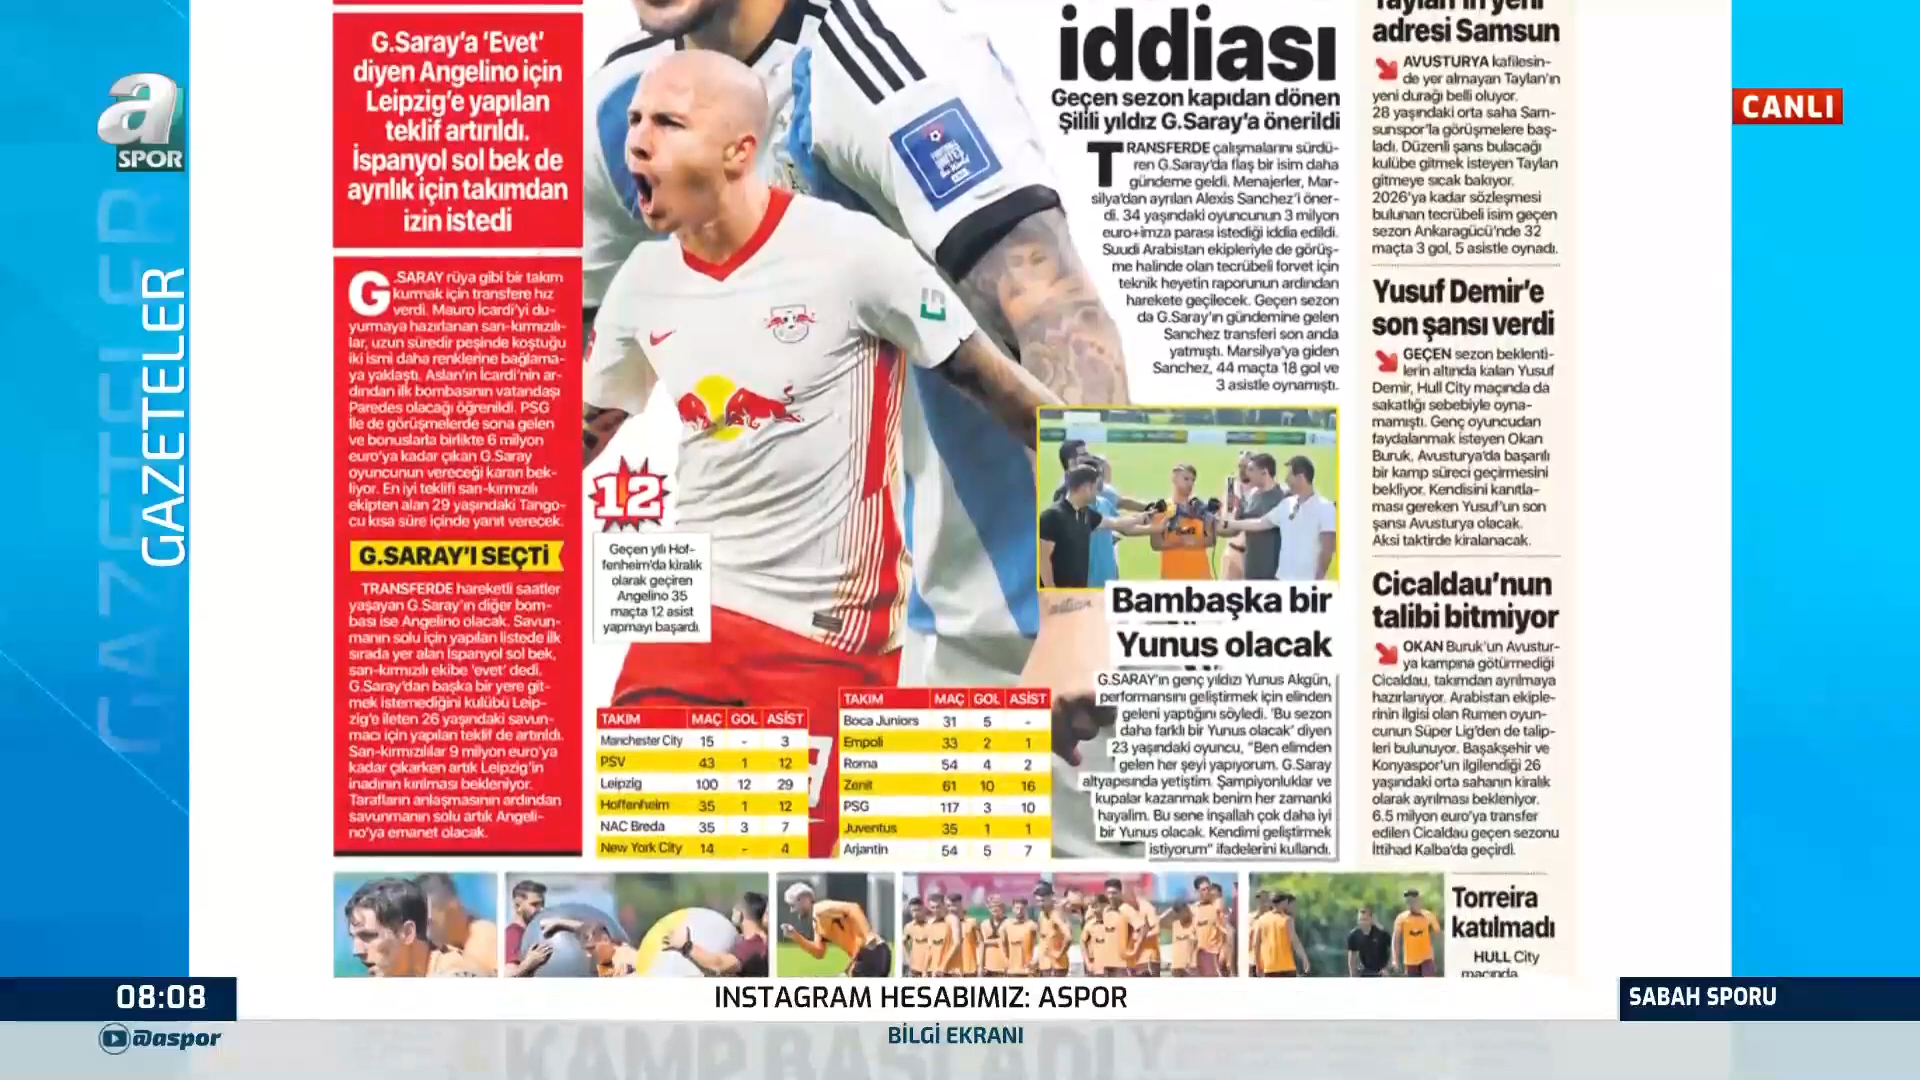 a
SPOR
GAZETELER
GAZETELER
CANLI
G.Saray'a 'Evet'
diyen Angelino için
Leipzig'e yapılan
teklif artırıldı.
İspanyol sol bek de
ayrılık için takımdan
izin istedi
G.SARAY rüya gibi bir takım
kurmak için transfere hız
verdi. Mauro İcardi'yi du-
yurmaya hazırlanan sarı-kırmızılı-
lar, uzun süredir peşinde koştuğu
iki ismi daha renklerine bağlama-
ya yaklaştı. Aslan'ın İcardi'nin ar-
dından ilk bombasının vatandaşı
Paredes olacağı öğrenildi. PSG
ile de görüşmelerde sona gelen
ve bonuslarla birlikte 6 milyon
euro'ya kadar çıkan G.Saray
oyuncunun vereceği kararı bek-
liyor. En iyi teklifi sarı-kırmızılı
ekipten alan 29 yaşındaki Tango-
cu kısa süre içinde yanıt verecek.
G.SARAY'I SEÇTİ
TRANSFERDE hareketli saatler
yaşayan G.Saray'ın diğer bom-
bası ise Angelino olacak. Savun-
manın solu için yapılan listede ilk
sırada yer alan İspanyol sol bek,
sarı-kırmızılı ekibe 'evet' dedi.
G.Saray'dan başka bir yere git-
mek istemediğini kulübü Leip-
zig'e ileten 26 yaşındaki savun-
macı için yapılan teklif de artırıldı.
Sarı-kırmızılılar 9 milyon euro'ya
kadar çıkarken artık Leipzig'in
inadının kırılması bekleniyor.
Tarafların anlaşmasının ardından
savunmanın solu artık Angeli-
no'ya emanet olacak.
12
Geçen yılı Hof-
fenheim'da kiralık
olarak geçiren
Angelino 35
maçta 12 asist
yapmayı başardı.
TAKIM MAÇ GOL ASİST
Manchester City 15 - 3
PSV 43 1 12
Leipzig 100 12 29
Hoffenheim 35 1 12
NAC Breda 35 3 7
New York City 14 - 4
TAKIM MAÇ GOL ASİST
Boca Juniors 31 5 -
Empoli 33 2 1
Roma 54 4 2
Zenit 61 10 16
PSG 117 3 10
Juventus 35 1 1
Arjantin 54 5 7
iddiası
Geçen sezon kapıdan dönen
Şilili yıldız G.Saray'a önerildi
TRANSFERDE çalışmalarını sürdü-
ren G.Saray'da flaş bir isim daha
gündeme geldi. Menajerler, Mar-
silya'dan ayrılan Alexis Sanchez'i öner-
di. 34 yaşındaki oyuncunun 3 milyon
euro+imza parası istediği iddia edildi.
Suudi Arabistan ekipleriyle de görüş-
me halinde olan tecrübeli forvet için
teknik heyetin raporunun ardından
harekete geçilecek. Geçen sezon
da G.Saray'ın gündemine gelen
Sanchez transferi son anda
yatmıştı. Marsilya'ya giden
Sanchez, 44 maçta 18 gol ve
3 asistle oynamıştı.
Bambaşka bir
Yunus olacak
G.SARAY'ın genç yıldızı Yunus Akgün,
performansını geliştirmek için elinden
geleni yaptığını söyledi. 'Bu sezon
daha farklı bir Yunus olacak' diyen
23 yaşındaki oyuncu, "Ben elimden
gelen her şeyi yapıyorum. G.Saray
altyapısında yetiştim. Şampiyonluklar ve
kupalar kazanmak benim her zamanki
hayalim. Bu sene inşallah çok daha iyi
bir Yunus olacak. Kendimi geliştirmek
istiyorum" ifadelerini kullandı.
Taylan'ın yeni
adresi Samsun
AVUSTURYA kafilesin-
de yer almayan Taylan'ın
yeni durağı belli oluyor.
28 yaşındaki orta saha Sam-
sunspor'la görüşmelere baş-
ladı. Düzenli şans bulacağı
kulübe gitmek isteyen Taylan
gitmeye sıcak bakıyor.
2026'ya kadar sözleşmesi
bulunan tecrübeli isim geçen
sezon Ankaragücü'nde 32
maçta 3 gol, 5 asistle oynadı.
Yusuf Demir'e
son şansı verdi
GEÇEN sezon beklenti-
lerin altında kalan Yusuf
Demir, Hull City maçında da
sakatlığı sebebiyle oyna-
mamıştı. Genç oyuncudan
faydalanmak isteyen Okan
Buruk, Avusturya'da başarılı
bir kamp süreci geçirmesini
bekliyor. Kendisini kanıtla-
ması gereken Yusuf'un son
şansı Avusturya olacak.
Aksi taktirde kiralanacak.
Cicaldau'nun
talibi bitmiyor
OKAN Buruk'un Avustur-
ya kampına götürmediği
Cicaldau, takımdan ayrılmaya
hazırlanıyor. Arabistan ekiple-
rinin ilgisi olan Rumen oyun-
cunun Süper Lig'den de talip-
leri bulunuyor. Başakşehir ve
Konyaspor'un ilgilendiği 26
yaşındaki orta sahanın kiralık
olarak ayrılması bekleniyor.
6.5 milyon euro'ya transfer
edilen Cicaldau geçen sezonu
İttihad Kalba'da geçirdi.
Torreira
katılmadı
HULL City
maçında
08:08
INSTAGRAM HESABIMIZ: ASPOR
SABAH SPORU
@aspor
BİLGİ EKRANI
KAMP BAŞLADI